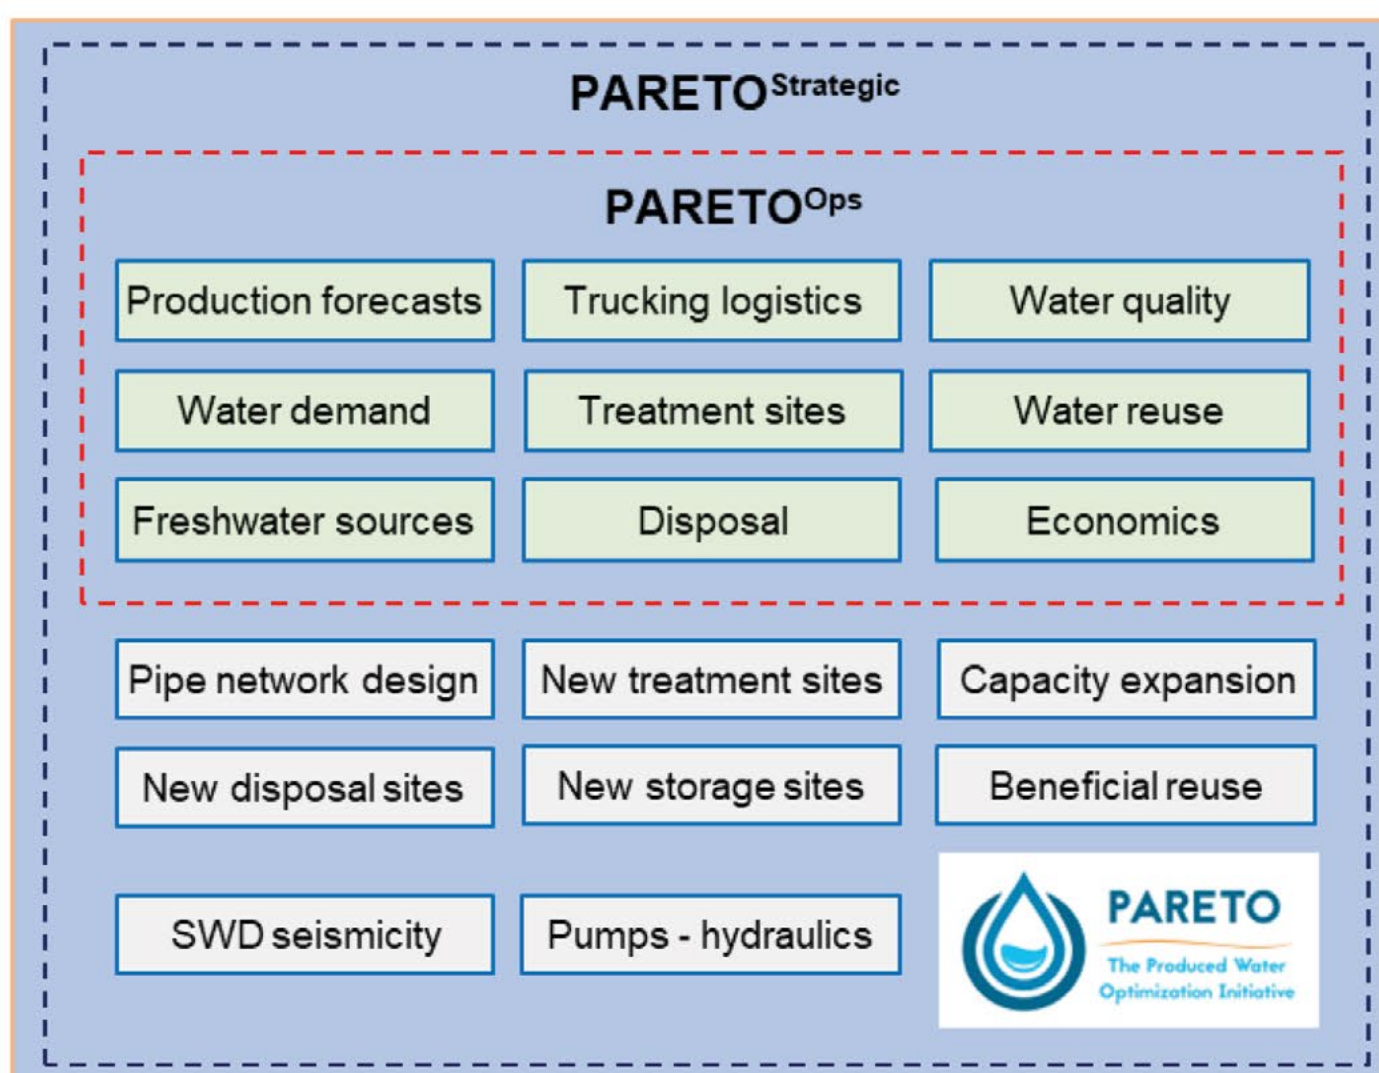 PARETO Strategic
PARETO Ops
Production forecasts
Trucking logistics
Water quality
Water demand
Treatment sites
Water reuse
Freshwater sources
Disposal
Economics
Pipe network design
New treatment sites
Capacity expansion
New disposal sites
New storage sites
Beneficial reuse
SWD seismicity
Pumps - hydraulics
PARETO
The Produced Water
Optimization Initiative